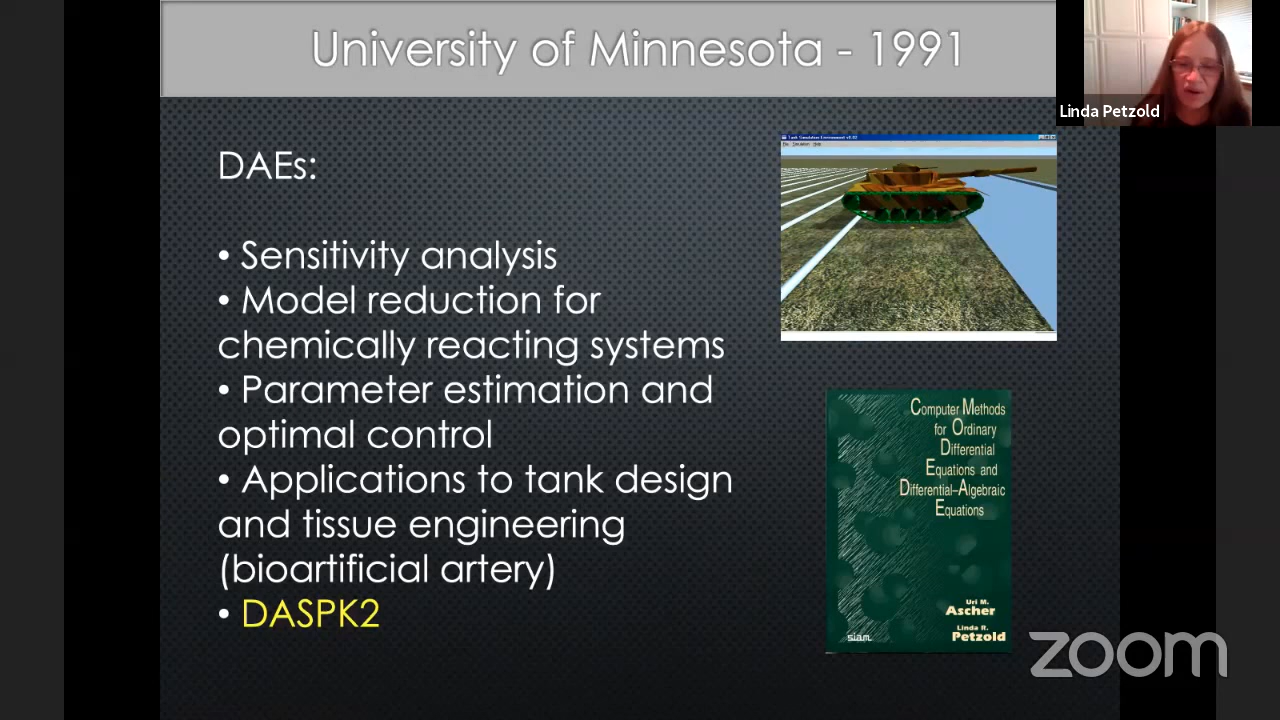 University of Minnesota - 1991
Linda Petzold
DAEs:
• Sensitivity analysis
• Model reduction for
chemically reacting systems
• Parameter estimation and
optimal control
• Applications to tank design
and tissue engineering
(bioartificial artery)
• DASPK2
Computer Methods
for Ordinary
Differential
Equations and
Differential-Algebraic
Equations
Uri M.
Ascher
Linda R.
Petzold
siam
zoom